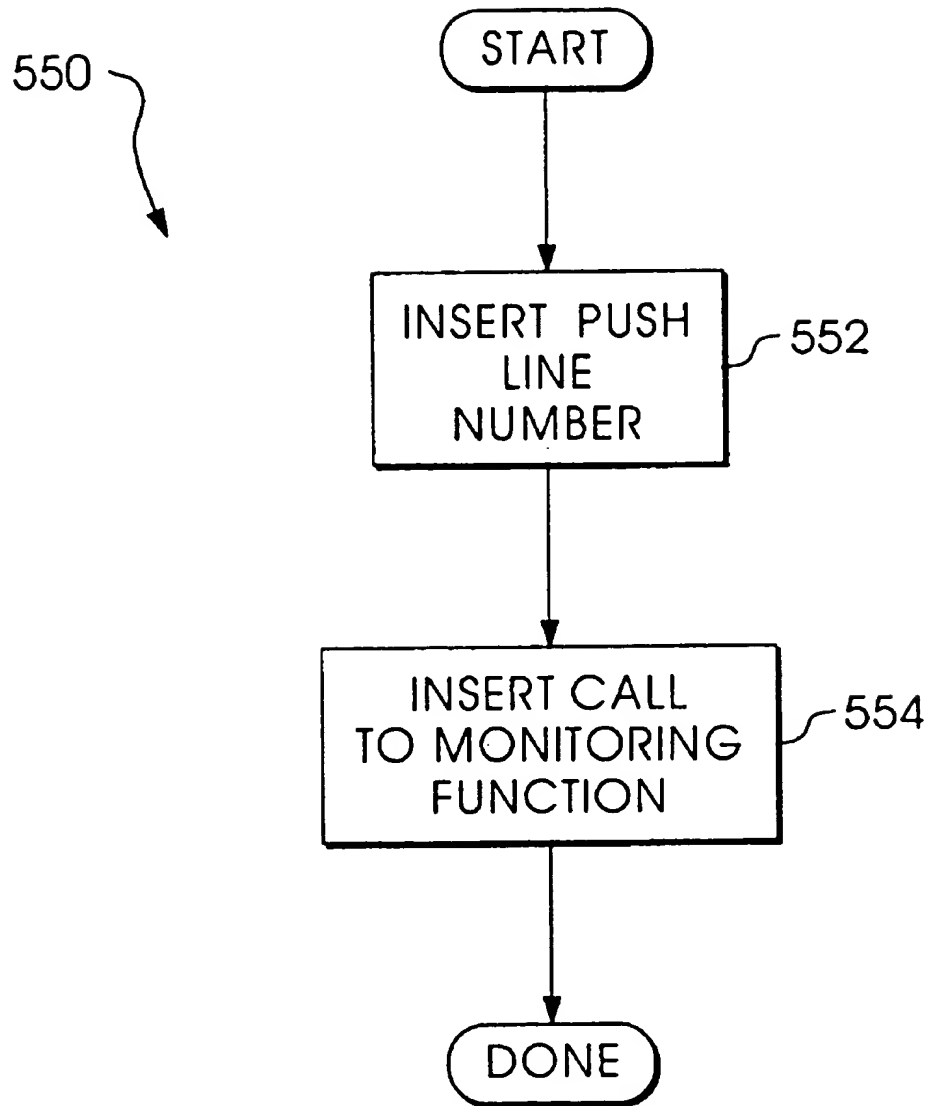 START
550
INSERT PUSH
LINE
NUMBER
552
INSERT CALL
TO MONITORING
FUNCTION
554
DONE